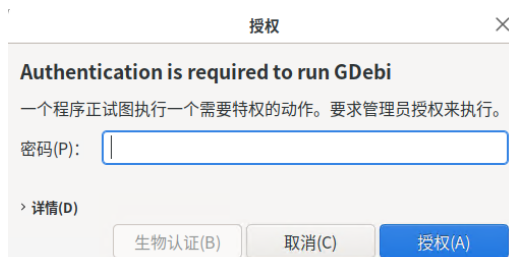 授权
Authentication is required to run GDebi
一个程序正试图执行一个需要特权的动作。要求管理员授权来执行。
密码(P):
详情(D)
生物认证(B) 取消(C) 授权(A)